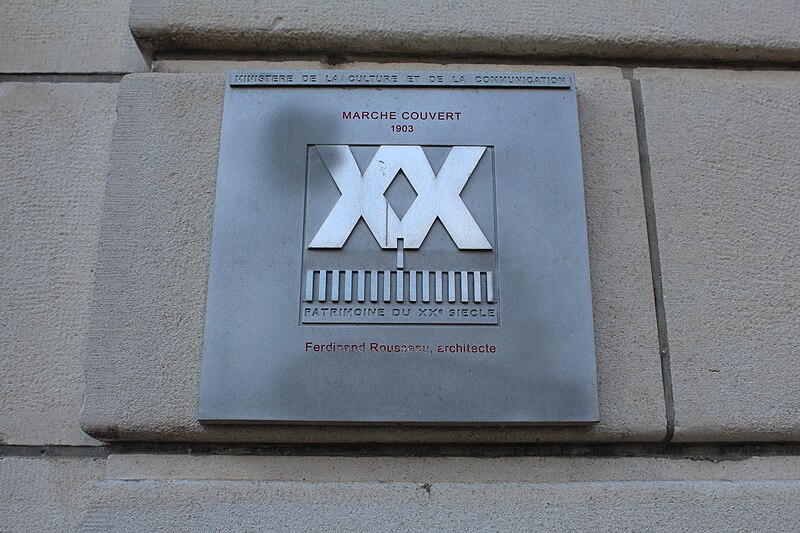 MINISTERE DE LA CULTURE ET DE LA COMMUNICATION
MARCHE COUVERT
1903
XX
PATRIMOINE DU XXe SIECLE
Ferdinand Rousseau, architecte